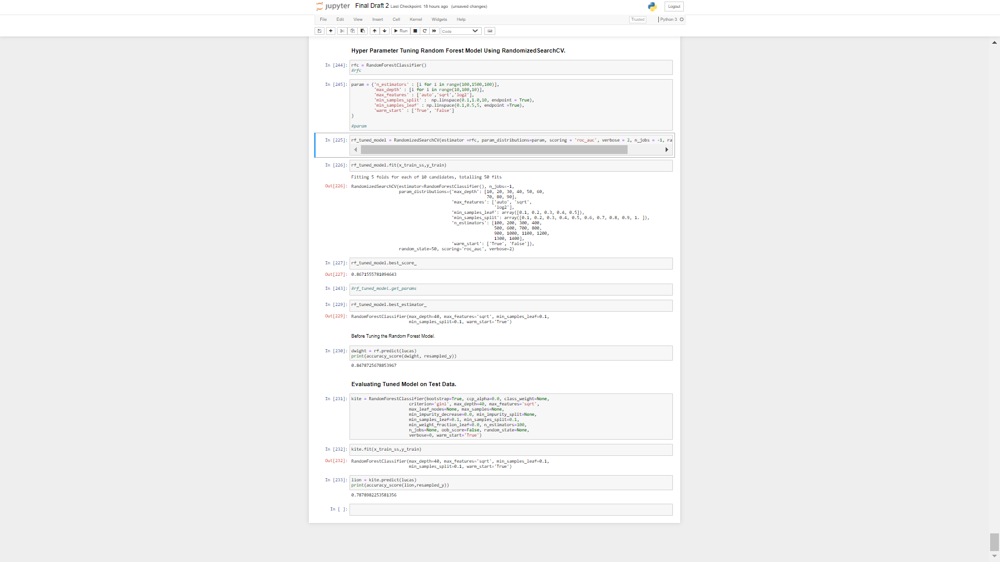 jupyter Final Draft 2 Last Checkpoint: 18 hours ago (unsaved changes)
Logout
File Edit View Insert Cell Kernel Widgets Help
Trusted Python 3
Run Code
Hyper Parameter Tuning Random Forest Model Using RandomizedSearchCV.
In [244]: rfc = RandomForestClassifier()
#rfc
In [245]: param = {'n_estimators' : [i for i in range(100,1500,100)],
'max_depth' : [i for i in range(10,100,10)],
'max_features' : ['auto','sqrt','log2'],
'min_samples_split' :  np.linspace(0.1,1.0,10, endpoint = True),
'min_samples_leaf' : np.linspace(0.1,0.5,5, endpoint =True),
'warm_start' : ['True', 'False']
}
#param
In [225]: rf_tuned_model = RandomizedSearchCV(estimator =rfc, param_distributions=param, scoring = 'roc_auc', verbose = 2, n_jobs = -1, ra
In [226]: rf_tuned_model.fit(x_train_ss,y_train)
Fitting 5 folds for each of 10 candidates, totalling 50 fits
Out[226]: RandomizedSearchCV(estimator=RandomForestClassifier(), n_jobs=-1,
param_distributions={'max_depth': [10, 20, 30, 40, 50, 60,
70, 80, 90],
'max_features': ['auto', 'sqrt',
'log2'],
'min_samples_leaf': array([0.1, 0.2, 0.3, 0.4, 0.5]),
'min_samples_split': array([0.1, 0.2, 0.3, 0.4, 0.5, 0.6, 0.7, 0.8, 0.9, 1. ]),
'n_estimators': [100, 200, 300, 400,
500, 600, 700, 800,
900, 1000, 1100, 1200,
1300, 1400],
'warm_start': ['True', 'False']},
random_state=50, scoring='roc_auc', verbose=2)
In [227]: rf_tuned_model.best_score_
Out[227]: 0.8671555781094643
In [243]: #rf_tuned_model.get_params
In [229]: rf_tuned_model.best_estimator_
Out[229]: RandomForestClassifier(max_depth=40, max_features='sqrt', min_samples_leaf=0.1,
min_samples_split=0.1, warm_start='True')
Before Tuning the Random Forest Model.
In [230]: dwight = rf.predict(lucas)
print(accuracy_score(dwight, resampled_y))
0.8478725678853967
Evaluating Tuned Model on Test Data.
In [231]: kite = RandomForestClassifier(bootstrap=True, ccp_alpha=0.0, class_weight=None,
criterion='gini', max_depth=40, max_features='sqrt',
max_leaf_nodes=None, max_samples=None,
min_impurity_decrease=0.0, min_impurity_split=None,
min_samples_leaf=0.1, min_samples_split=0.1,
min_weight_fraction_leaf=0.0, n_estimators=100,
n_jobs=None, oob_score=False, random_state=None,
verbose=0, warm_start='True')
In [232]: kite.fit(x_train_ss,y_train)
Out[232]: RandomForestClassifier(max_depth=40, max_features='sqrt', min_samples_leaf=0.1,
min_samples_split=0.1, warm_start='True')
In [233]: lion = kite.predict(lucas)
print(accuracy_score(lion,resampled_y))
0.7878982253581356
In [ ]: